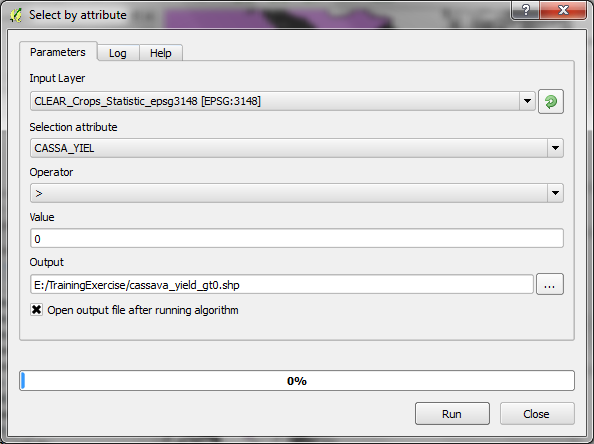 Select by attribute
Parameters Log Help
Input Layer
CLEAR_Crops_Statistic_epsg3148 [EPSG:3148]
Selection attribute
CASSA_YIEL
Operator
>
Value
0
Output
E:/TrainingExercise/cassava_yield_gt0.shp ...
Open output file after running algorithm
0%
Run Close